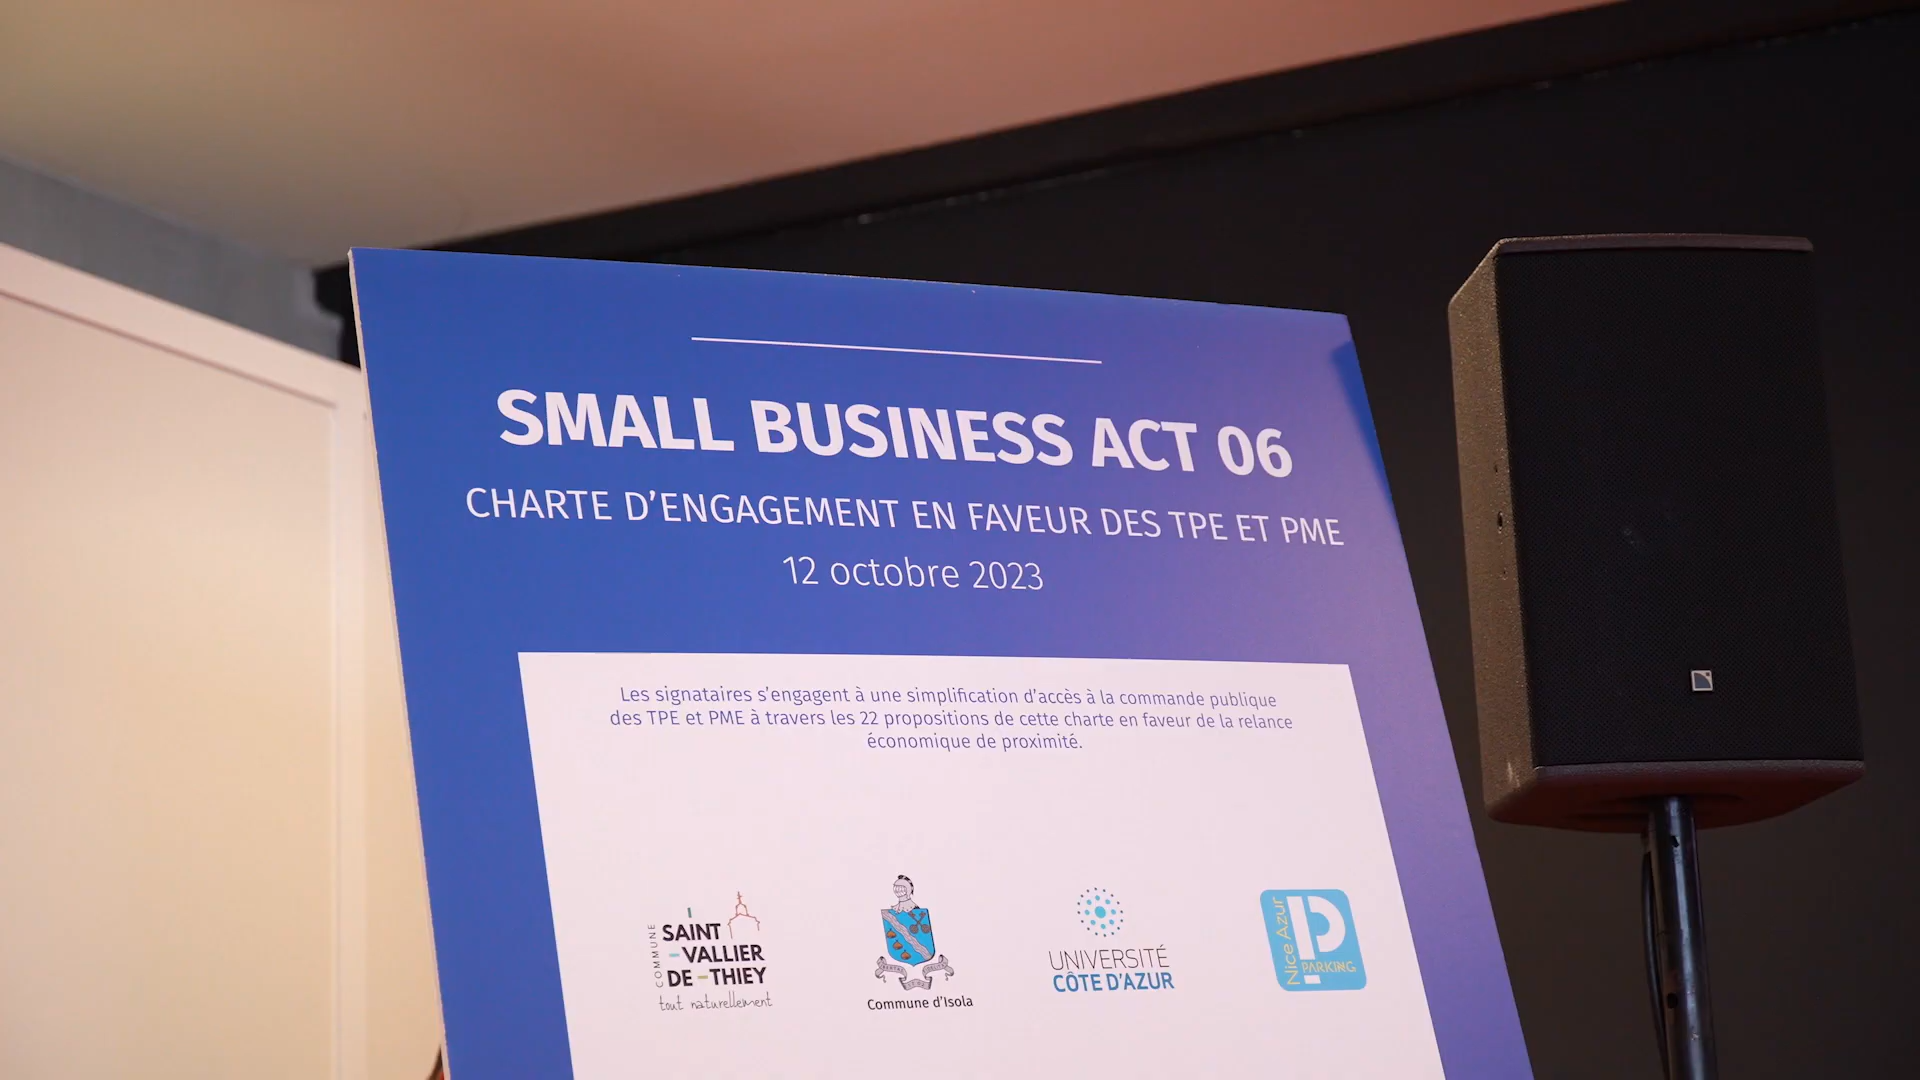 SMALL BUSINESS ACT 06
CHARTE D'ENGAGEMENT EN FAVEUR DES TPE ET PME
12 octobre 2023
Les signataires s'engagent à une simplification d'accès à la commande publique
des TPE et PME à travers les 22 propositions de cette charte en faveur de la relance
économique de proximité.
COMMUNE
SAINT
-VALLIER
DE-THIEY
tout naturellement
Commune d'Isola
UNIVERSITÉ
CÔTE D'AZUR
Nice Azur
PARKING